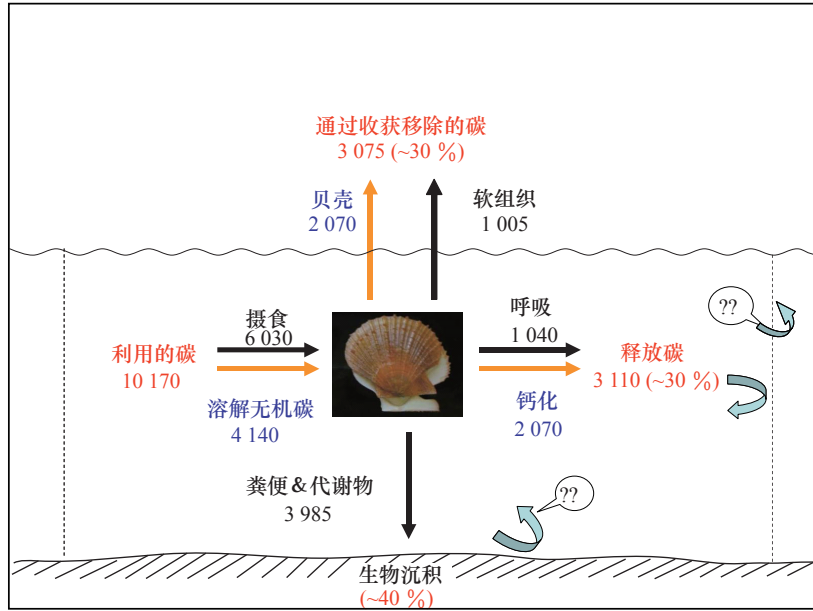 通过收获移除的碳
3 075 (~30 %)
贝壳
2 070
软组织
1 005
摄食
6 030
呼吸
1 040
??
利用的碳
10 170
释放碳
3 110 (~30 %)
溶解无机碳
4 140
钙化
2 070
粪便&代谢物
3 985
??
生物沉积
(~40 %)